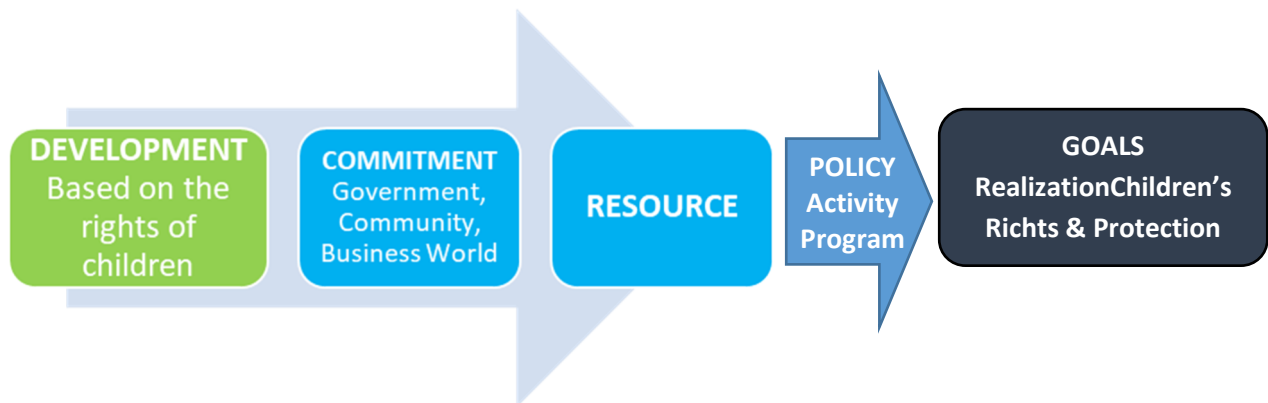 DEVELOPMENT
Based on the
rights of
children
COMMITMENT
Government,
Community,
Business World
RESOURCE
POLICY
Activity
Program
GOALS
RealizationChildren’s
Richts & Protection